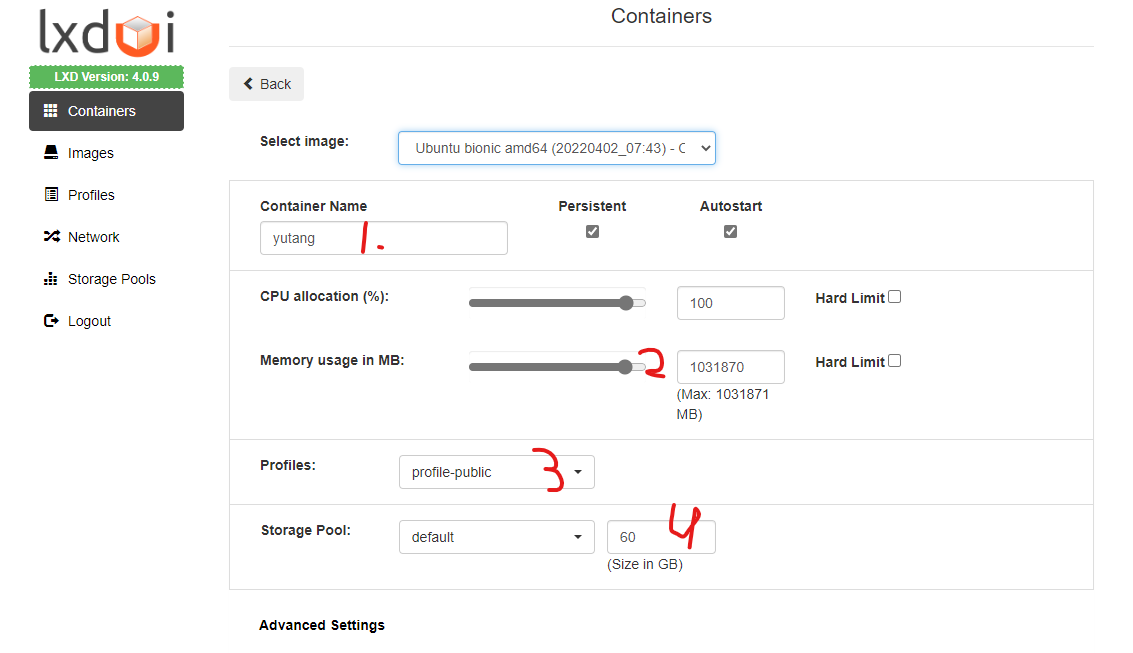 lxdui
Containers
LXD Version: 4.0.9
Containers
Images
Profiles
Network
Storage Pools
Logout
Back
Select image:
Ubuntu bionic amd64 (20220402_07:43) - C
Container Name
Persistent
Autostart
yutang
1.
CPU allocation (%):
100
Hard Limit
Memory usage in MB:
2
1031870
Hard Limit
(Max: 1031871
MB)
Profiles:
profile-public
3
Storage Pool:
default
60
4
(Size in GB)
Advanced Settings